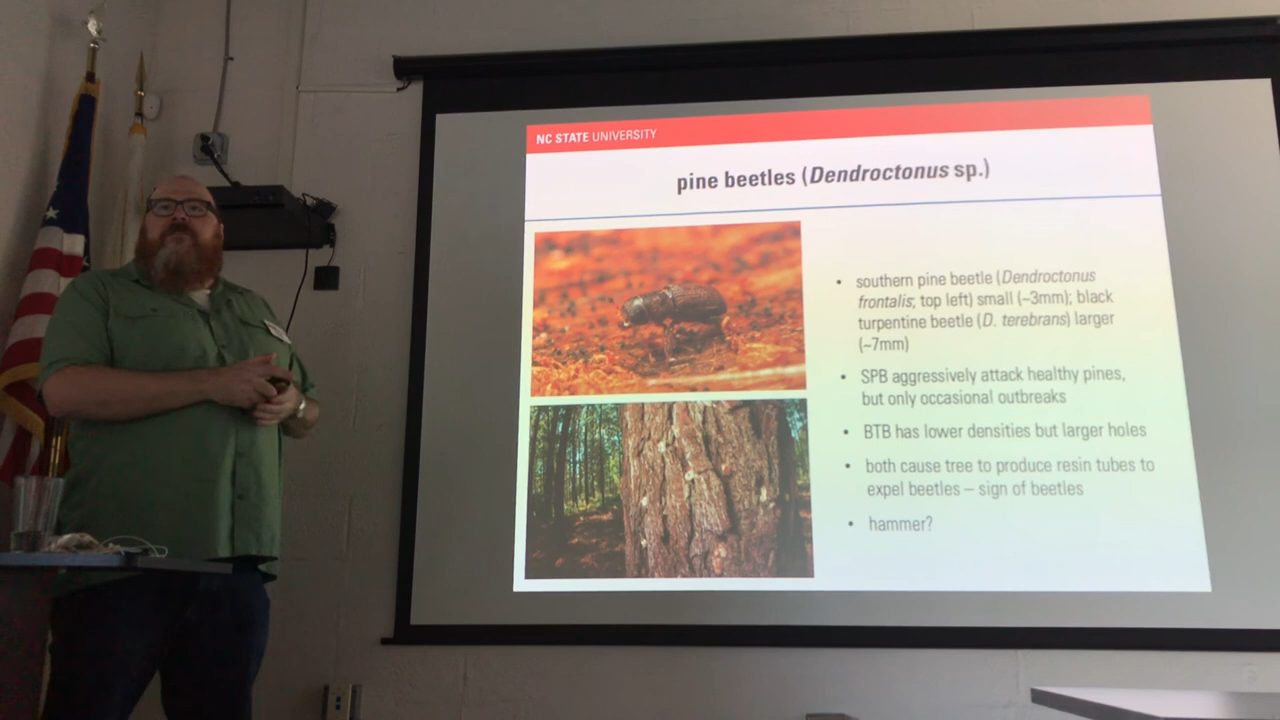 NC STATE UNIVERSITY
pine beetles (Dendroctonus sp.)
• southern pine beetle (Dendroctonus
frontalis; top left) small (~3mm); black
turpentine beetle (D. terebrans) larger
(~7mm)
• SPB aggressively attack healthy pines,
but only occasional outbreaks
• BTB has lower densities but larger holes
• both cause tree to produce resin tubes to
expel beetles – sign of beetles
• hammer?